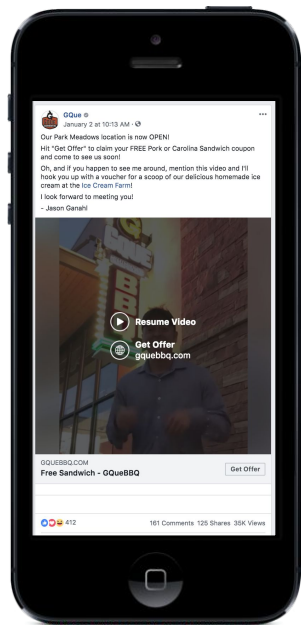 GQue
January 2 at 10:13 AM ·
Our Park Meadows location is now OPEN!
Hit "Get Offer" to claim your FREE Pork or Carolina Sandwich coupon
and come to see us soon!
Oh, and if you happen to see me around, mention this video and I'll
hook you up with a voucher for a scoop of our delicious homemade ice
cream at the Ice Cream Farm!
I look forward to meeting you!
- Jason Ganahl
QUE
BBQ
Resume Video
Get Offer
gquebbq.com
GQUEBBQ.COM
Free Sandwich - GQueBBQ
Get Offer
412
161 Comments 125 Shares 35K Views